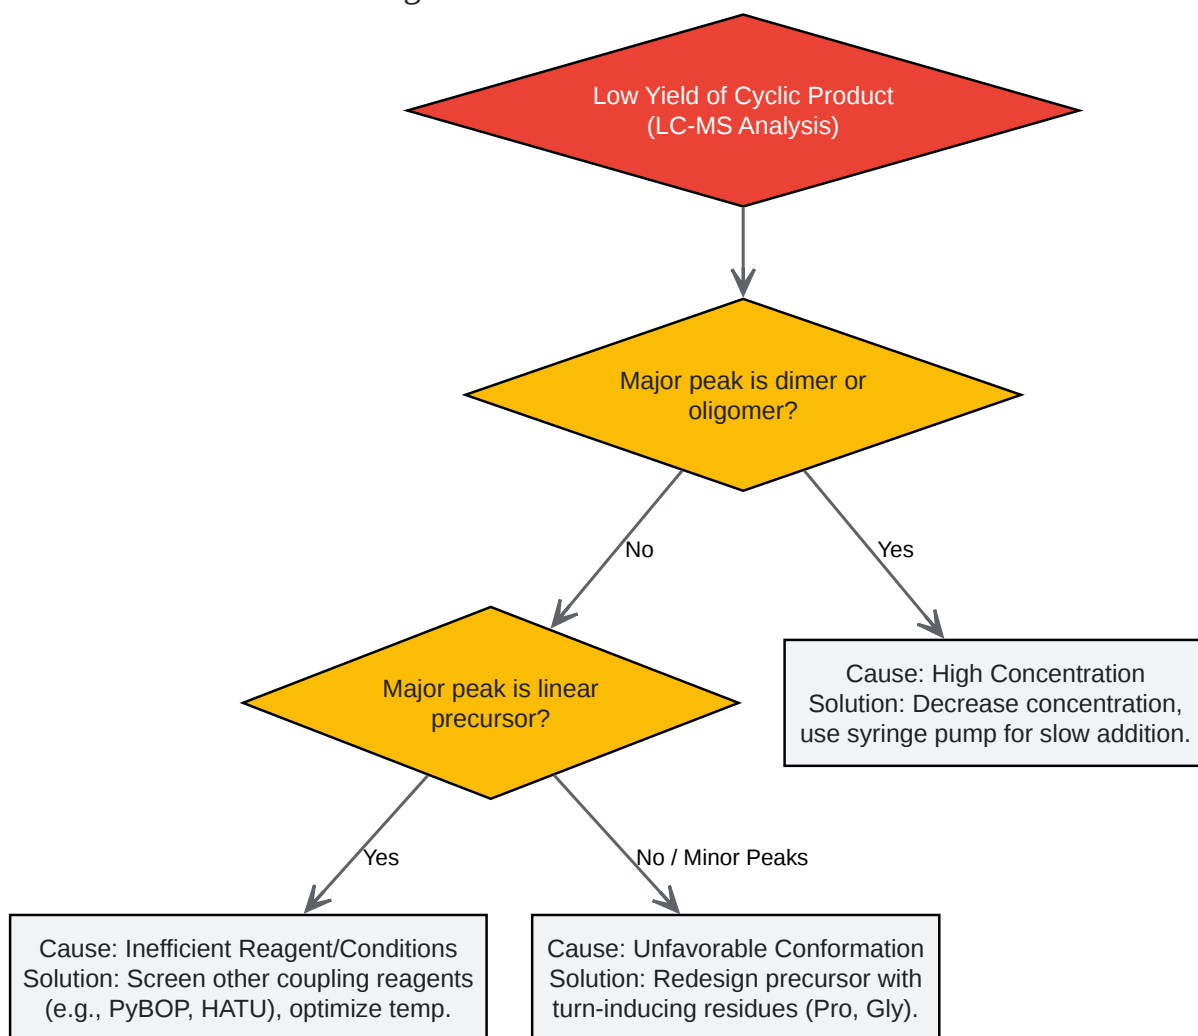 Low Yield of Cyclic Product
(LC-MS Analysis)
Major peak is dimer or
oligomer?
No
Yes
Major peak is linear
precursor?
Cause: High Concentration
Solution: Decrease concentration,
use syringe pump for slow addition.
Yes
No / Minor Peaks
Cause: Inefficient Reagent/Conditions
Solution: Screen other coupling reagents
(e.g., PyBOP, HATU), optimize temp.
Cause: Unfavorable Conformation
Solution: Redesign precursor with
turn-inducing residues (Pro, Gly).